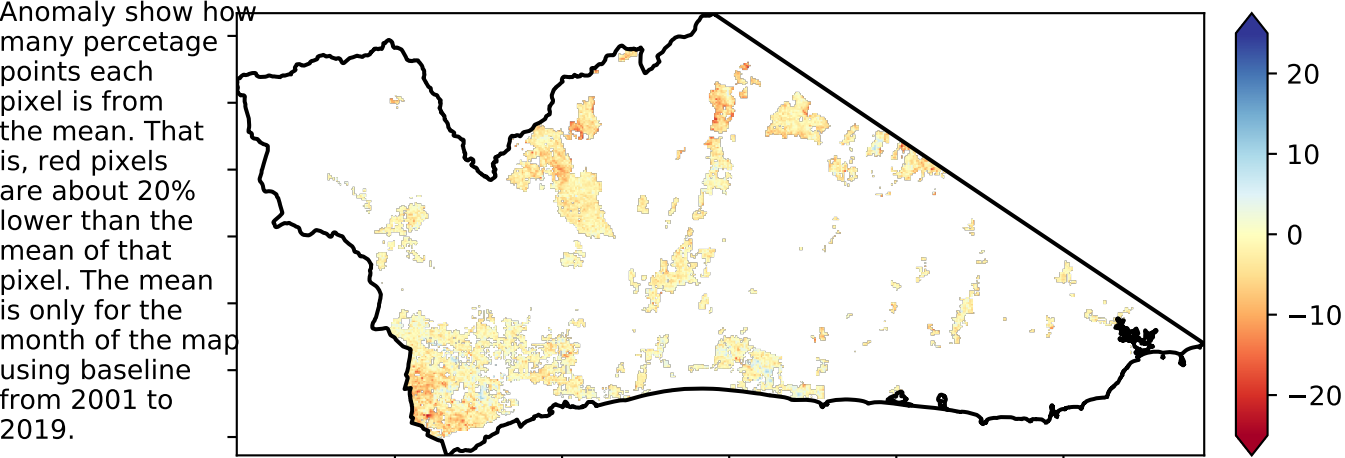 Anomaly show how
many percetage
points each
pixel is from
the mean. That
is, red pixels
are about 20%
lower than the
mean of that
pixel. The mean
is only for the
month of the map
using baseline
from 2001 to
2019.
20
10
0
−10
−20